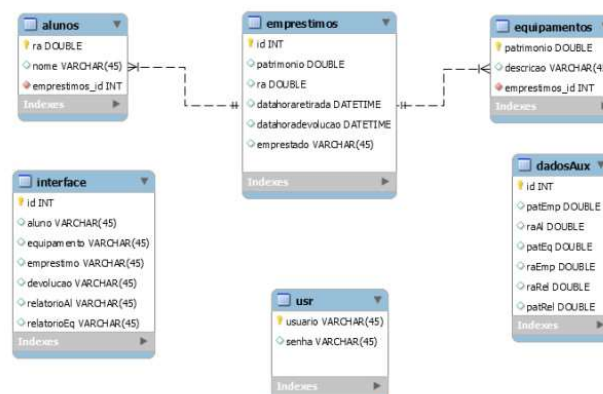 alunos
ra DOUBLE
nome VARCHAR(45)
emprestimos_id INT
Indexes
emprestimos
id INT
patrimonio DOUBLE
ra DOUBLE
datahoraretirada DATETIME
datahoradevolucao DATETIME
emprestado VARCHAR(45)
Indexes
equipamentos
patrimonio DOUBLE
descricao VARCHAR(4
emprestimos_id INT
Indexes
interface
id INT
aluno VARCHAR(45)
equipamento VARCHAR(45)
emprestimo VARCHAR(45)
devolucao VARCHAR(45)
relatorioAl VARCHAR(45)
relatorioEq VARCHAR(45)
Indexes
usr
usuario VARCHAR(45)
senha VARCHAR(45)
Indexes
dadosAux
id INT
patEmp DOUBLE
raAl DOUBLE
patEq DOUBLE
raEmp DOUBLE
raRel DOUBLE
patRel DOUBLE
Indexes